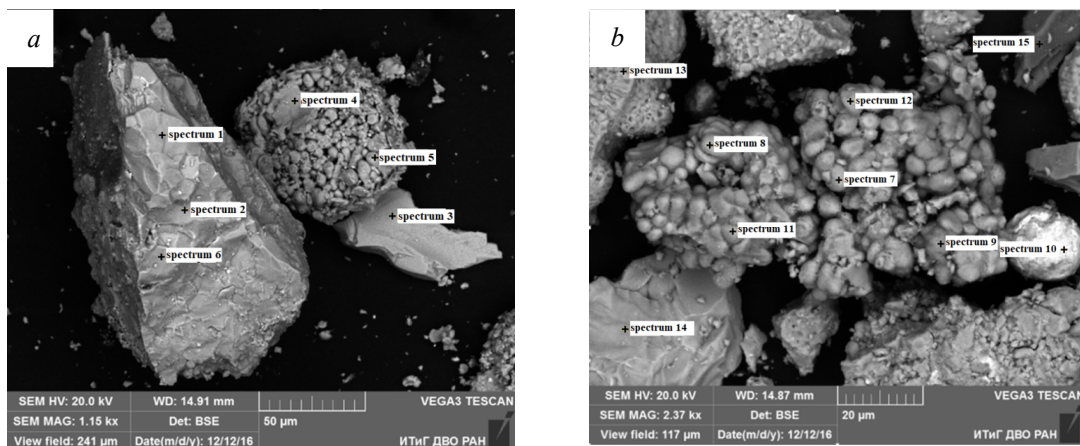 a
spectrum 4
spectrum 1
spectrum 5
spectrum 2
spectrum 3
spectrum 6
SEM HV: 20.0 kV WD: 14.91 mm VEGA3 TESCAN
SEM MAG: 1.15 kx Det: BSE 50 µm
View field: 241 µm Date(m/d/y): 12/12/16 ИТиГ ДВО РАН
b
spectrum 15
spectrum 13
spectrum 12
spectrum 8
spectrum 7
spectrum 11
spectrum 9
spectrum 10
spectrum 14
SEM HV: 20.0 kV WD: 14.87 mm VEGA3 TESCAN
SEM MAG: 2.37 kx Det: BSE 20 µm
View field: 117 µm Date(m/d/y): 12/12/16 ИТиГ ДВО РАН